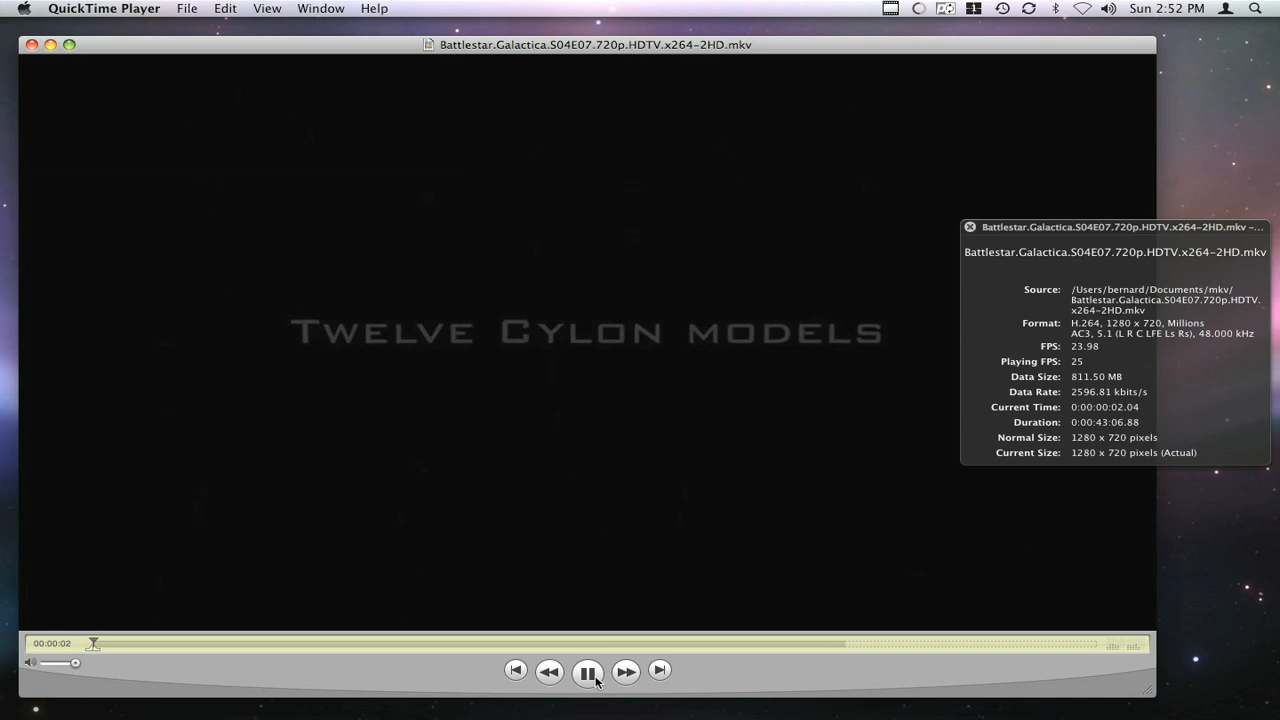 QuickTime Player File Edit View Window Help Sun 2:52 PM
Battlestar.Galactica.S04E07.720p.HDTV.x264-2HD.mkv
TWELVE CYLON MODELS
Battlestar.Galactica.S04E07.720p.HDTV.x264-2HD.mkv -...
Battlestar.Galactica.S04E07.720p.HDTV.x264-2HD.mkv
Source: /Users/bernard/Documents/mkv/
Battlestar.Galactica.S04E07.720p.HDTV.
x264-2HD.mkv
Format: H.264, 1280 x 720, Millions
AC3, 5.1 (L R C LFE Ls Rs), 48.000 kHz
FPS: 23.98
Playing FPS: 25
Data Size: 811.50 MB
Data Rate: 2596.81 kbits/s
Current Time: 0:00:00:02.04
Duration: 0:00:43:06.88
Normal Size: 1280 x 720 pixels
Current Size: 1280 x 720 pixels (Actual)
00:00:02